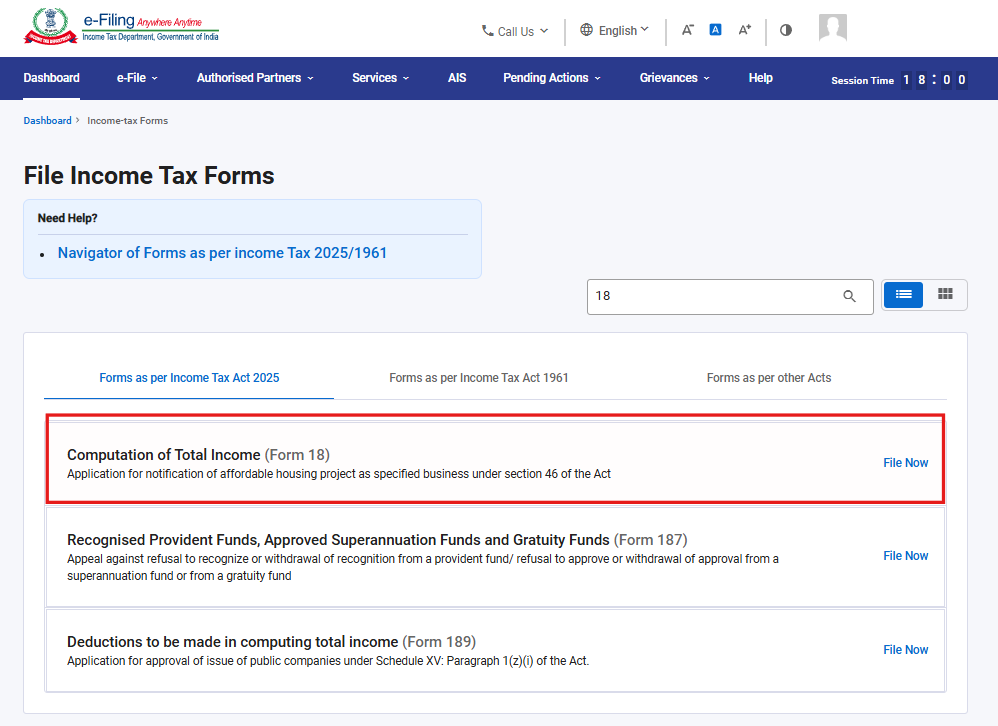 e-Filing Anywhere Anytime
Income Tax Department, Government of India
Call Us
English
A-
A
A+
Dashboard
e-File
Authorised Partners
Services
AIS
Pending Actions
Grievances
Help
Session Time 1 8 : 0 0
Dashboard > Income-tax Forms
File Income Tax Forms
Need Help?
• Navigator of Forms as per income Tax 2025/1961
18
Forms as per Income Tax Act 2025
Forms as per Income Tax Act 1961
Forms as per other Acts
Computation of Total Income (Form 18)
Application for notification of affordable housing project as specified business under section 46 of the Act
File Now
Recognised Provident Funds, Approved Superannuation Funds and Gratuity Funds (Form 187)
Appeal against refusal to recognize or withdrawal of recognition from a provident fund/ refusal to approve or withdrawal of approval from a
superannuation fund or from a gratuity fund
File Now
Deductions to be made in computing total income (Form 189)
Application for approval of issue of public companies under Schedule XV: Paragraph 1(z)(i) of the Act.
File Now